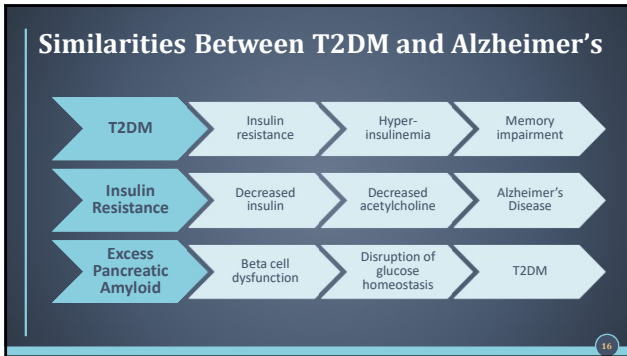 Similarities Between T2DM and Alzheimer's
T2DM
Insulin
resistance
Hyper-
insulinemia
Memory
impairment
Insulin
Resistance
Decreased
insulin
Decreased
acetylcholine
Alzheimer's
Disease
Excess
Pancreatic
Amyloid
Beta cell
dysfunction
Disruption of
glucose
homeostasis
T2DM
16